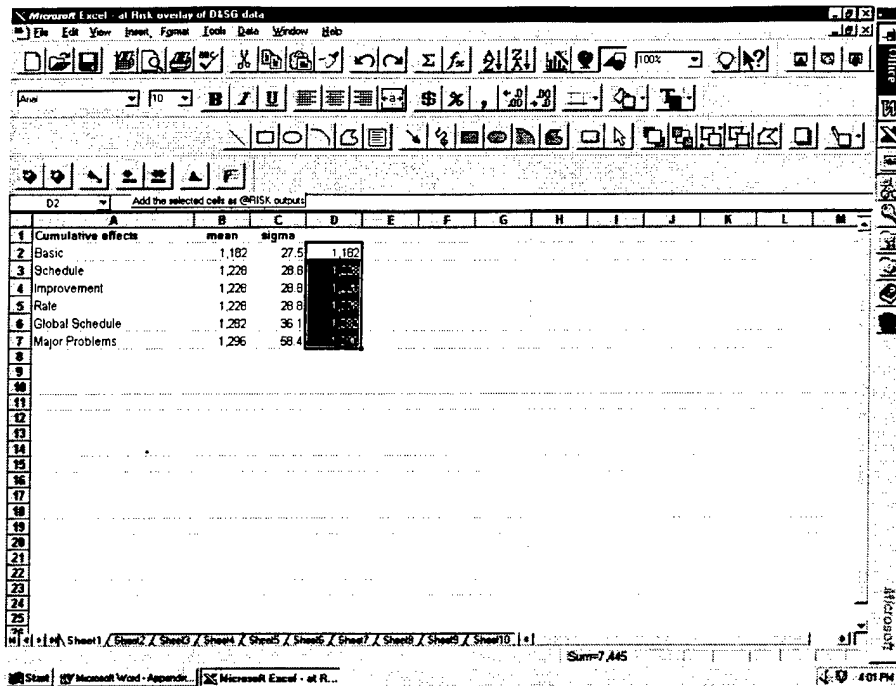 Microsoft Excel - at Risk overlay of D&SG data
File Edit View Insert Format Tools Data Window Help
100%
Arial 10 B I U $ % ,
D2 Add the selected cells as @RISK outputs
A B C D E F G H I J K L M
1 Cumulative effects mean sigma
2 Basic 1,182 27.5 1,182
3 Schedule 1,228 28.8
4 Improvement 1,226 28.8
5 Rate 1,228 28.8
6 Global Schedule 1,282 36.1
7 Major Problems 1,296 58.4
8
9
10
11
12
13
14
15
16
17
18
19
20
21
22
23
24
25
Sheet1 Sheet2 Sheet3 Sheet4 Sheet5 Sheet6 Sheet7 Sheet8 Sheet9 Sheet10
Sum=7,445
Start Microsoft Word - Appendix... Microsoft Excel - at R... 4:01 PM
Microsoft